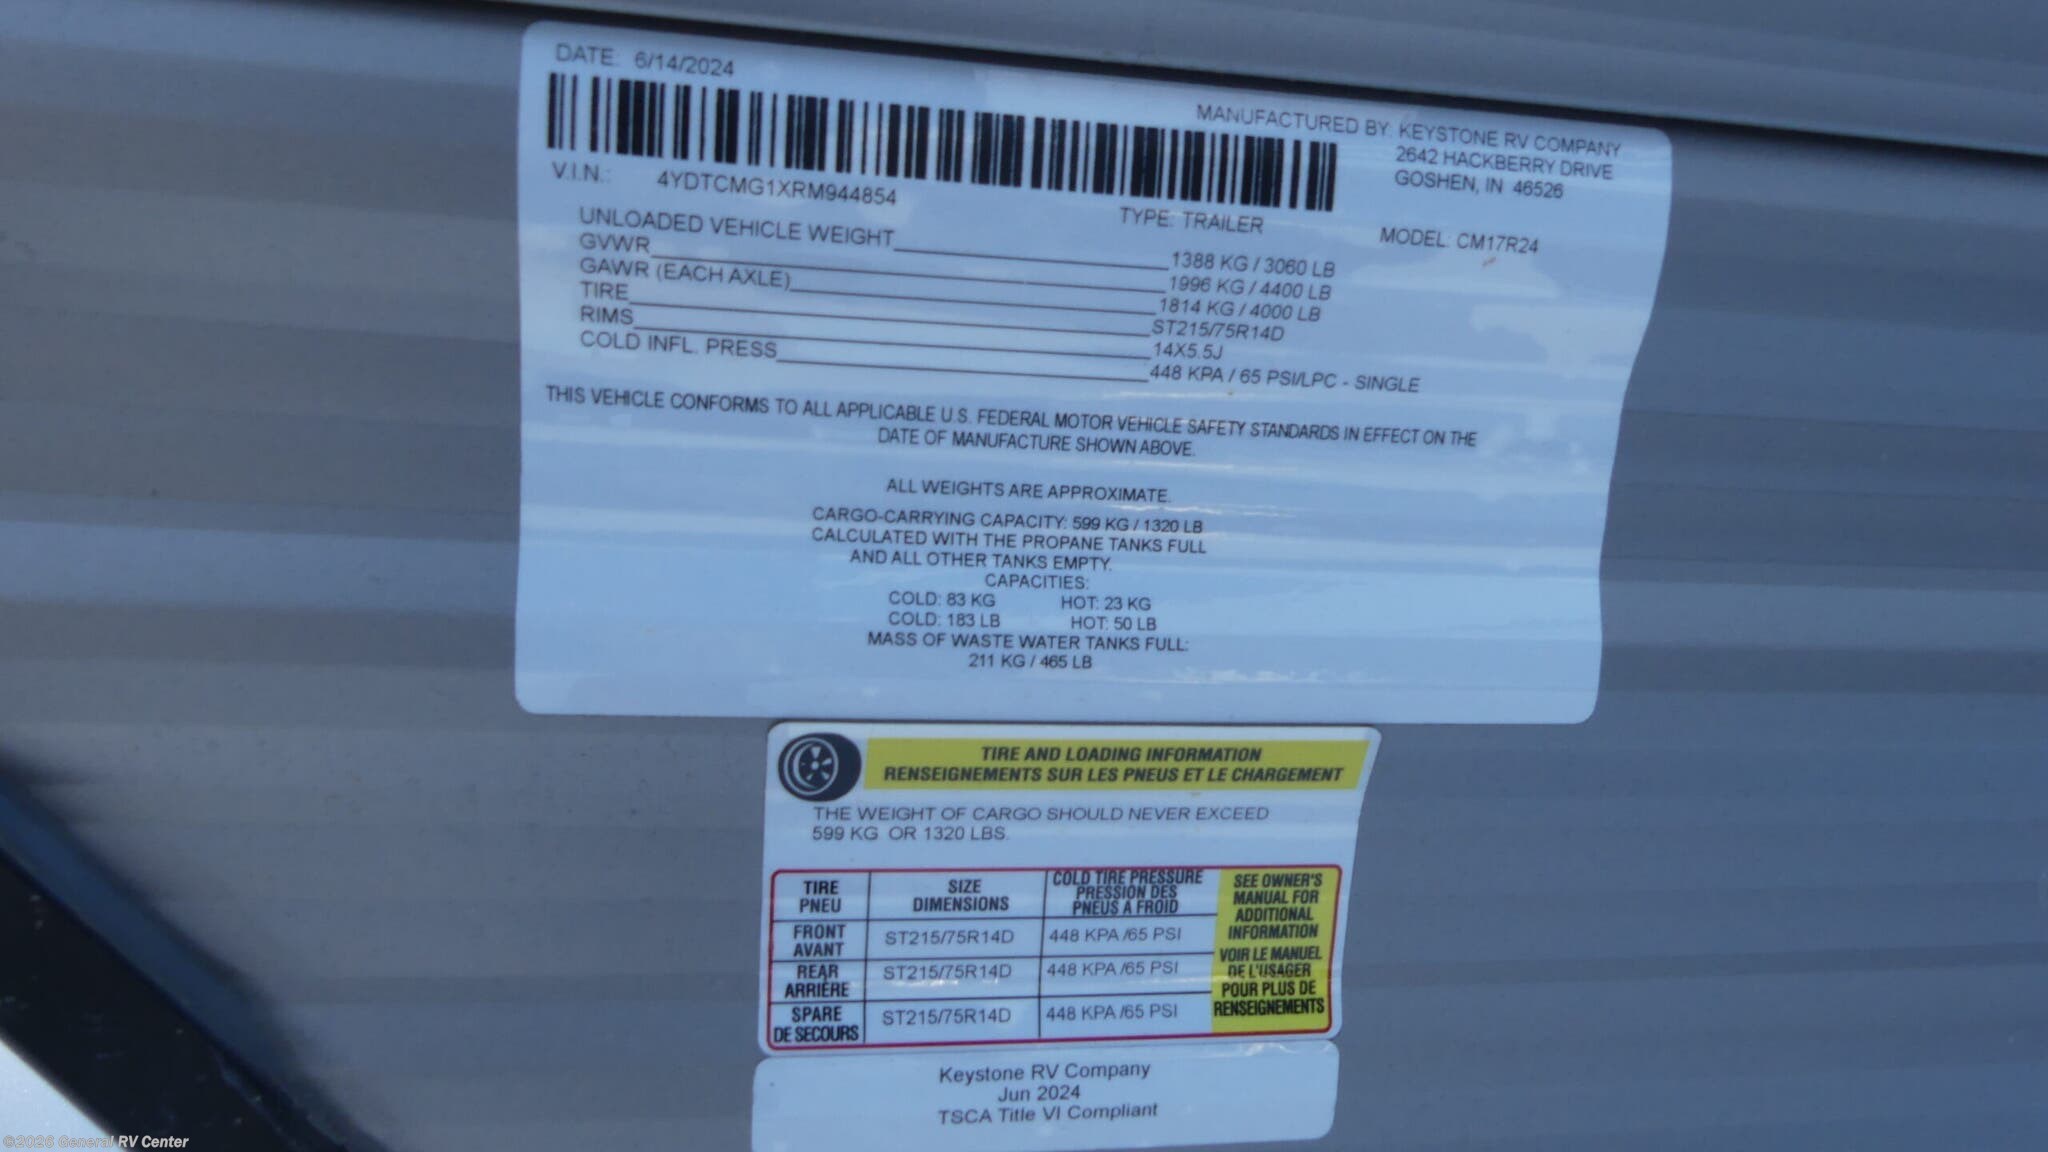 DATE: 6/14/2024
MANUFACTURED BY: KEYSTONE RV COMPANY
2642 HACKBERRY DRIVE
GOSHEN, IN 46526
V.I.N.: 4YDTCMG1XRM944854
TYPE: TRAILER
MODEL: CM17R24
UNLOADED VEHICLE WEIGHT 1388 KG / 3060 LB
GVWR 1996 KG / 4400 LB
GAWR (EACH AXLE) 1814 KG / 4000 LB
TIRE ST215/75R14D
RIMS 14X5.5J
COLD INFL. PRESS 448 KPA / 65 PSI/LPC - SINGLE
THIS VEHICLE CONFORMS TO ALL APPLICABLE U.S. FEDERAL MOTOR VEHICLE SAFETY STANDARDS IN EFFECT ON THE
DATE OF MANUFACTURE SHOWN ABOVE.
ALL WEIGHTS ARE APPROXIMATE.
CARGO-CARRYING CAPACITY: 599 KG / 1320 LB
CALCULATED WITH THE PROPANE TANKS FULL
AND ALL OTHER TANKS EMPTY.
CAPACITIES:
COLD: 83 KG HOT: 23 KG
COLD: 183 LB HOT: 50 LB
MASS OF WASTE WATER TANKS FULL:
211 KG / 465 LB
TIRE AND LOADING INFORMATION
RENSEIGNEMENTS SUR LES PNEUS ET LE CHARGEMENT
THE WEIGHT OF CARGO SHOULD NEVER EXCEED
599 KG OR 1320 LBS.
TIRE
PNEU
SIZE
DIMENSIONS
COLD TIRE PRESSURE
PRESSION DES
PNEUS A FROID
FRONT
AVANT
ST215/75R14D
448 KPA /65 PSI
REAR
ARRIÈRE
ST215/75R14D
448 KPA /65 PSI
SPARE
DE SECOURS
ST215/75R14D
448 KPA /65 PSI
SEE OWNER'S
MANUAL FOR
ADDITIONAL
INFORMATION
VOIR LE MANUEL
DE L'USAGER
POUR PLUS DE
RENSEIGNEMENTS
Keystone RV Company
Jun 2024
TSCA Title VI Compliant
©2026 General RV Center